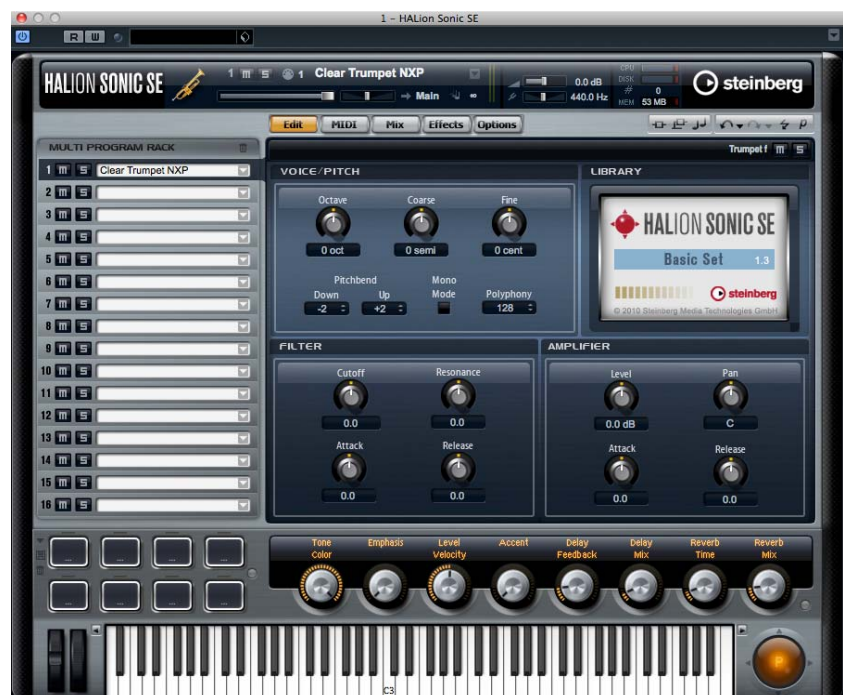 1 - HALion Sonic SE
R W
HALION SONIC SE
1 m S 1 Clear Trumpet NXP
Main
0.0 dB
440.0 Hz
CPU
DISK
# 0
MEM 53 MB
steinberg
Edit MIDI Mix Effects Options
MULTI PROGRAM RACK
1 m S Clear Trumpet NXP
2 m S
3 m S
4 m S
5 m S
6 m S
7 m S
8 m S
9 m S
10 m S
11 m S
12 m S
13 m S
14 m S
15 m S
16 m S
Trumpet f m S
VOICE/PITCH
Octave Coarse Fine
0 oct 0 semi 0 cent
Pitchbend Mono
Down Up Mode Polyphony
-2 +2 128
LIBRARY
HALION SONIC SE
Basic Set 1.3
steinberg
© 2010 Steinberg Media Technologies GmbH
FILTER
Cutoff Resonance
0.0 0.0
Attack Release
0.0 0.0
AMPLIFIER
Level Pan
0.0 dB C
Attack Release
0.0 0.0
... ... ... ...
... ... ... ...
Tone Emphasis Level Accent Delay Delay Reverb Reverb
Color Velocity Feedback Mix Time Mix
C3
P